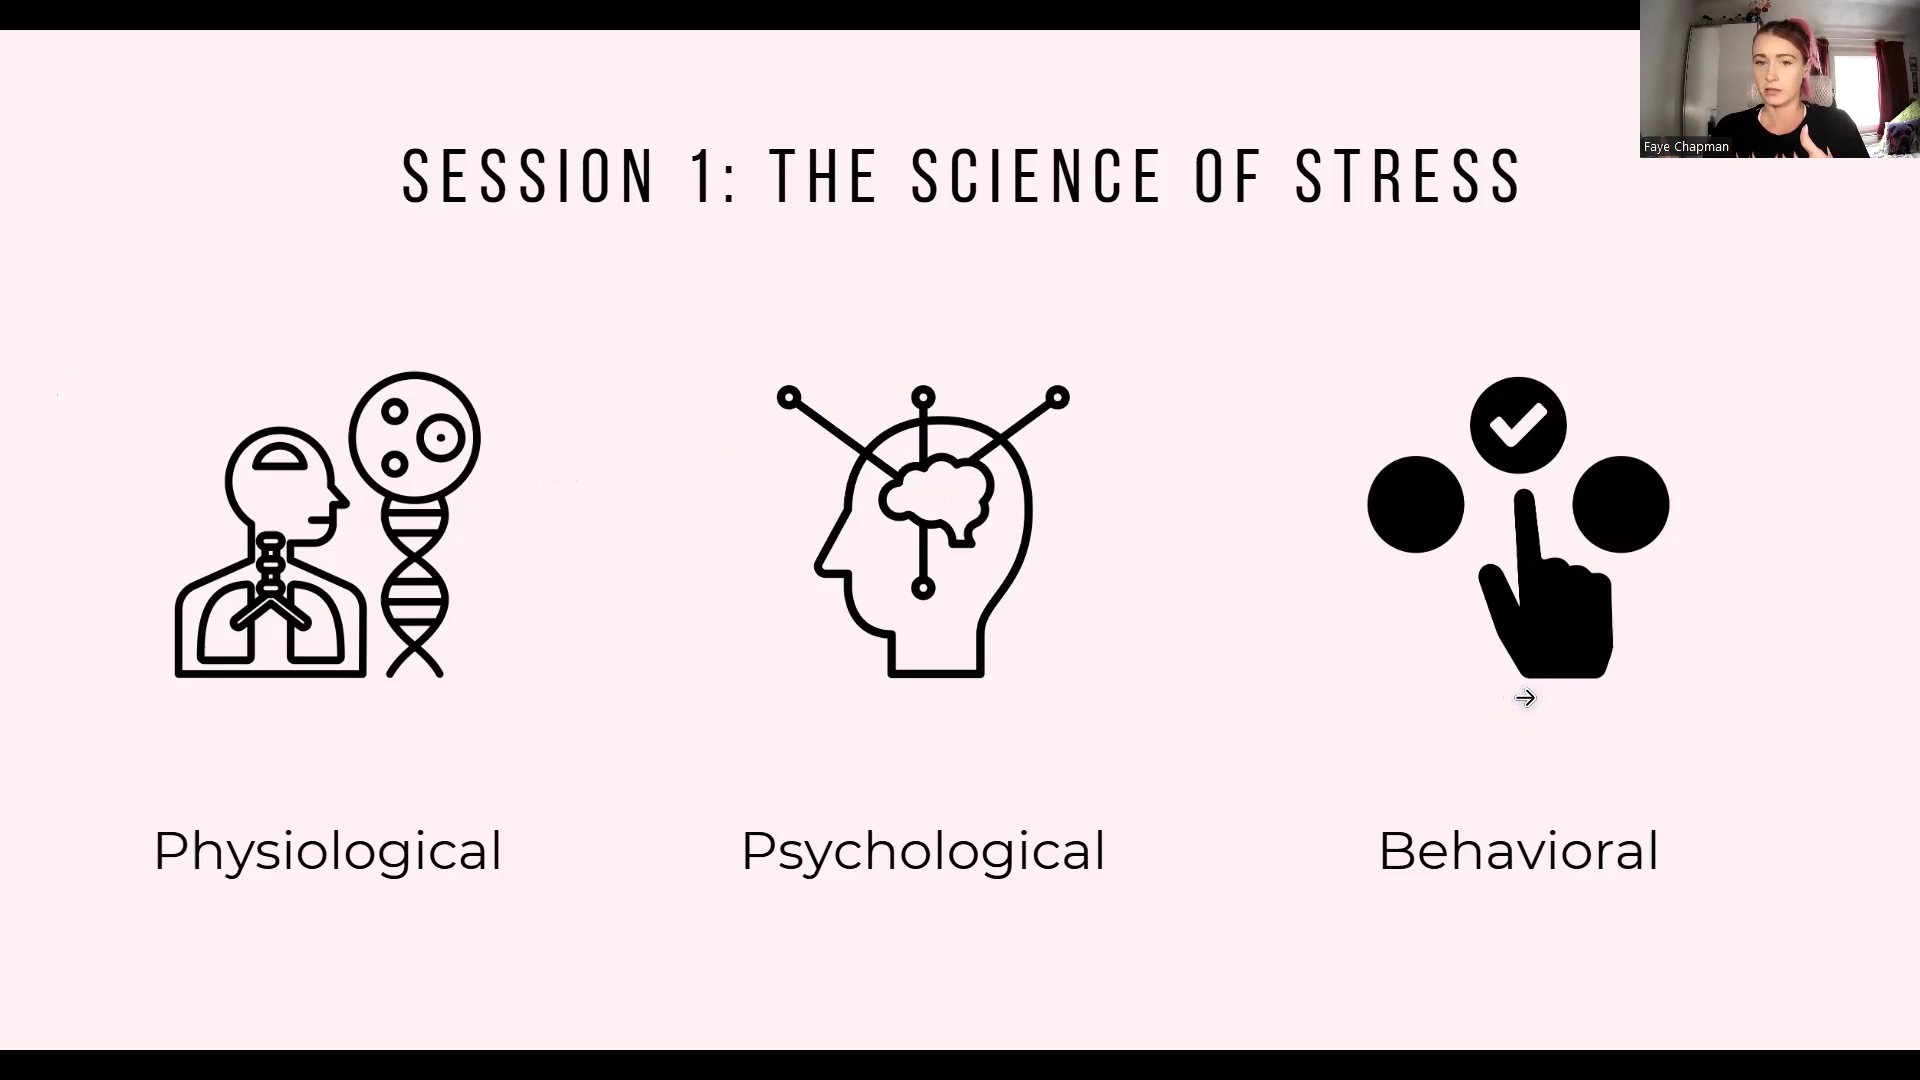 SESSION 1: THE SCIENCE OF STRESS
Faye Chapman
Physiological
Psychological
Behavioral